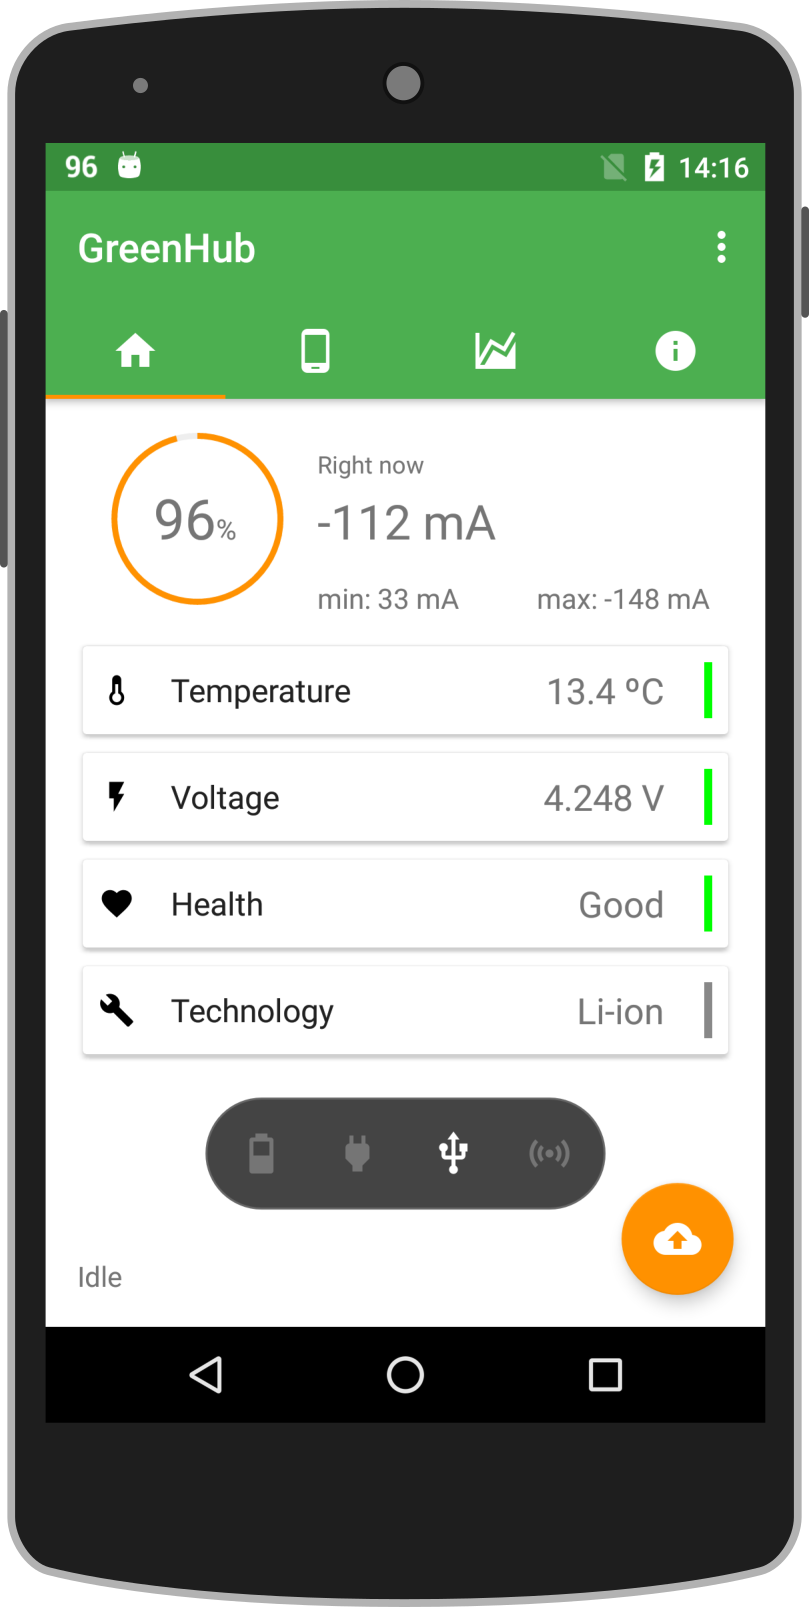 96 14:16
GreenHub
Right now
96%
-112 mA
min: 33 mA max: -148 mA
Temperature 13.4 ºC
Voltage 4.248 V
Health Good
Technology Li-ion
Idle